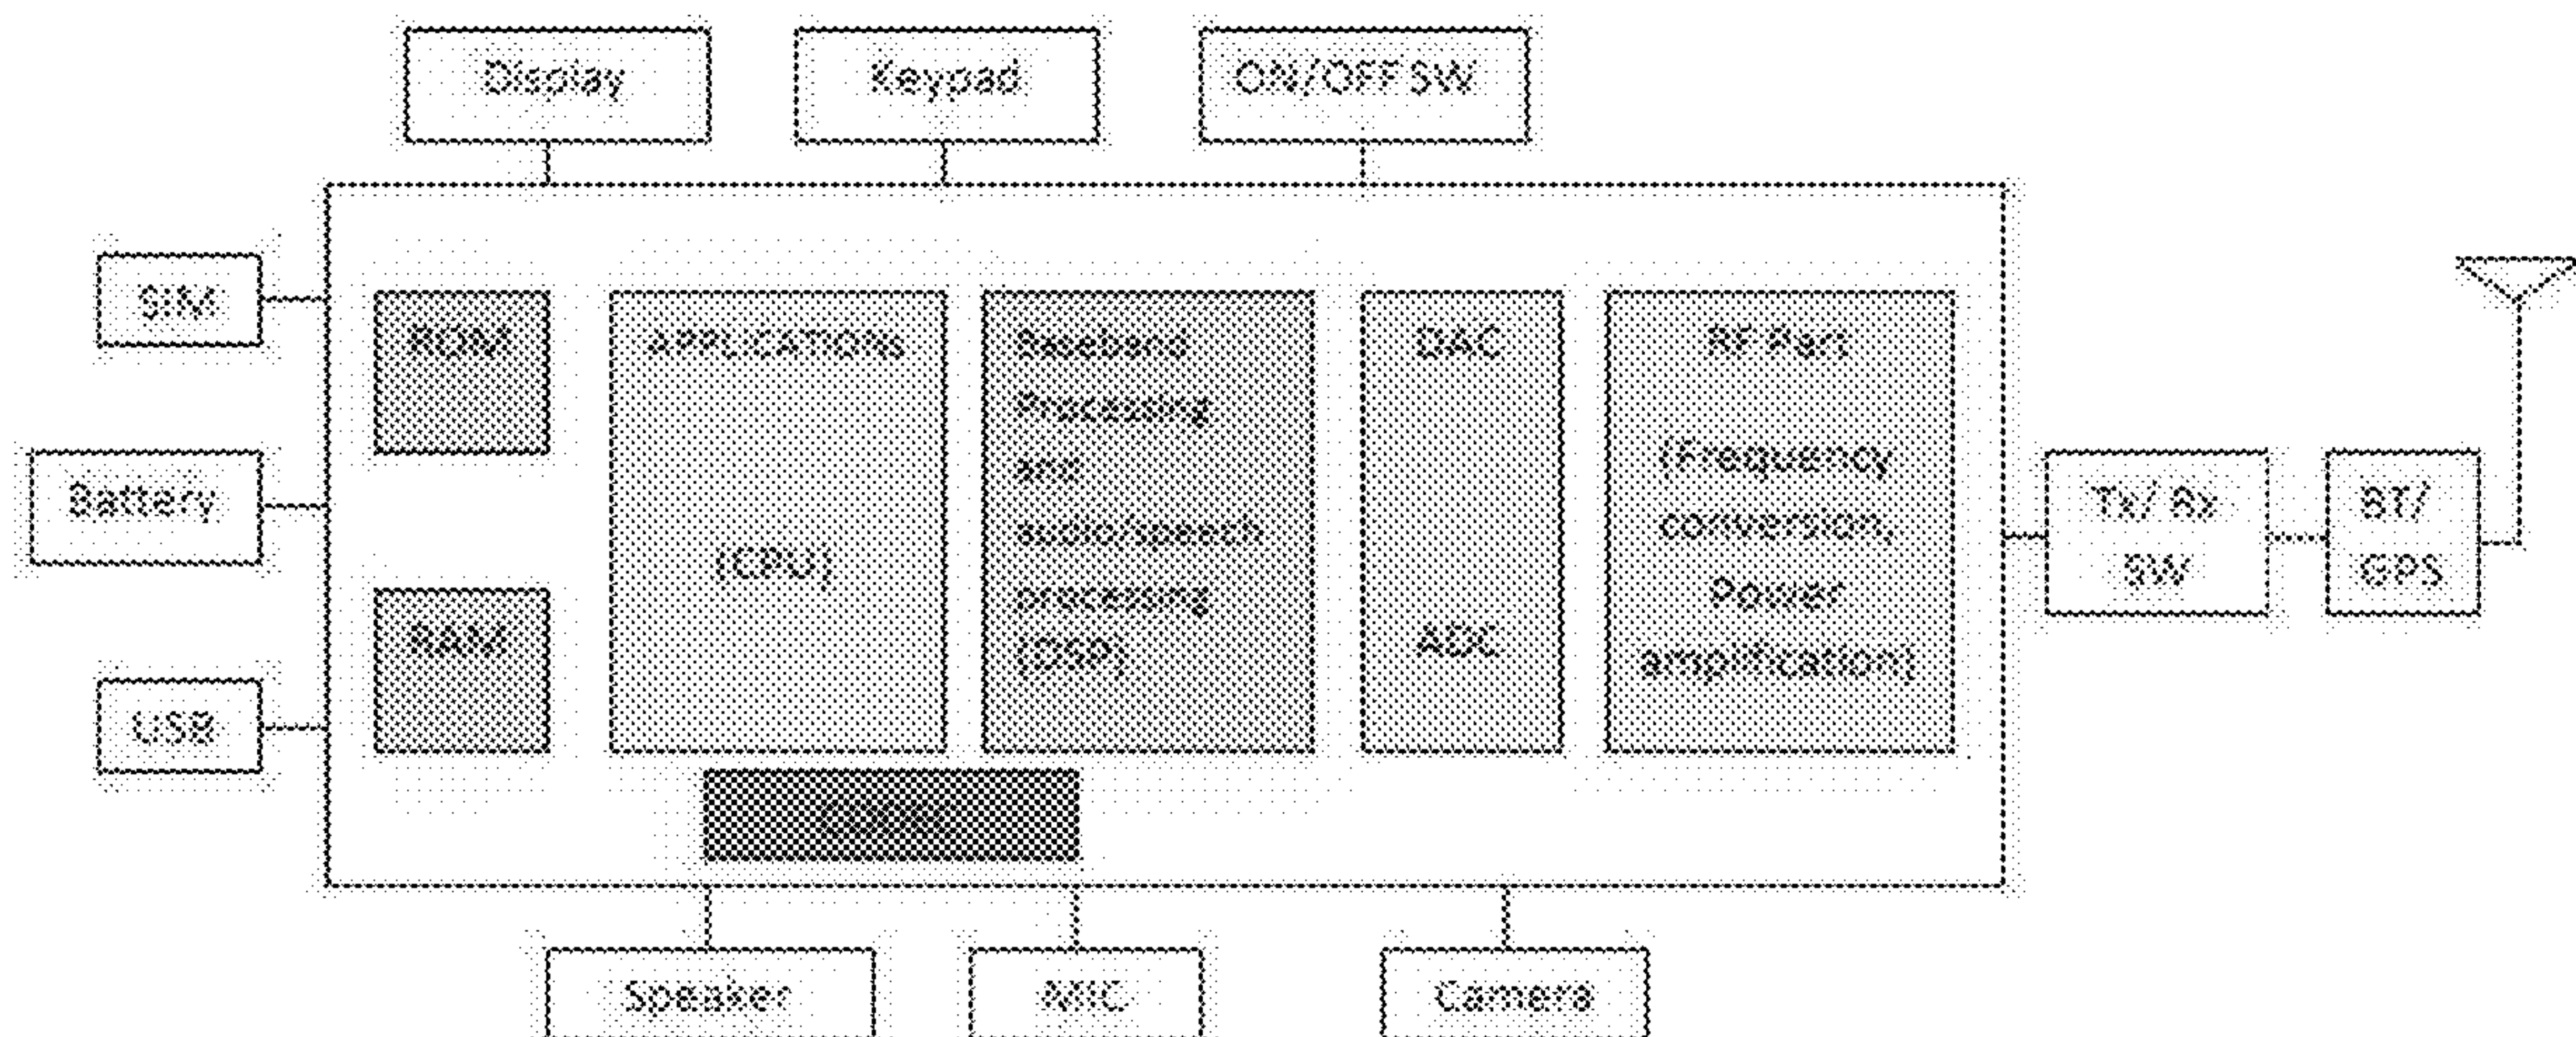 Display
Keypad
ON/OFF SW
SIM
Battery
USB
ROM
RAM
APPLICATIONS
(CPU)
Baseband
Processing
and
audio/speech
processing
(DSP)
DAC
ADC
RF Part
(Frequency
conversion,
Power
amplification)
Tx/ Rx
SW
BT/
GPS
Speaker
MIC
Camera